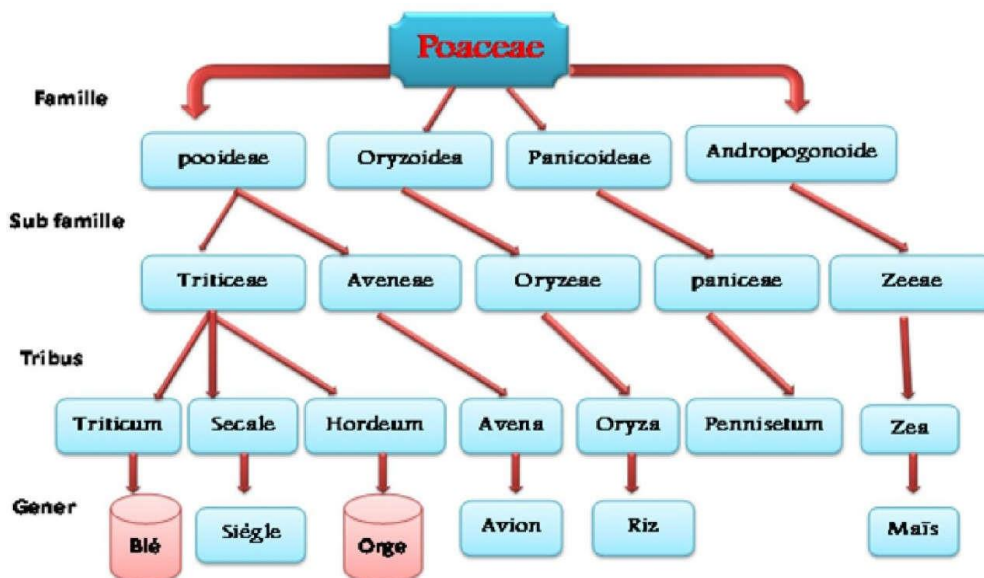 Poaceae
Famille
pooideae Oryzoidea Panicoideae Andropogonoide
Sub famille
Triticeae Aveneae Oryzeae paniceae Zeeae
Tribus
Triticum Secale Hordeum Avena Oryza Pennisetum Zea
Gener
Blé Siégle Orge Avion Riz Maïs